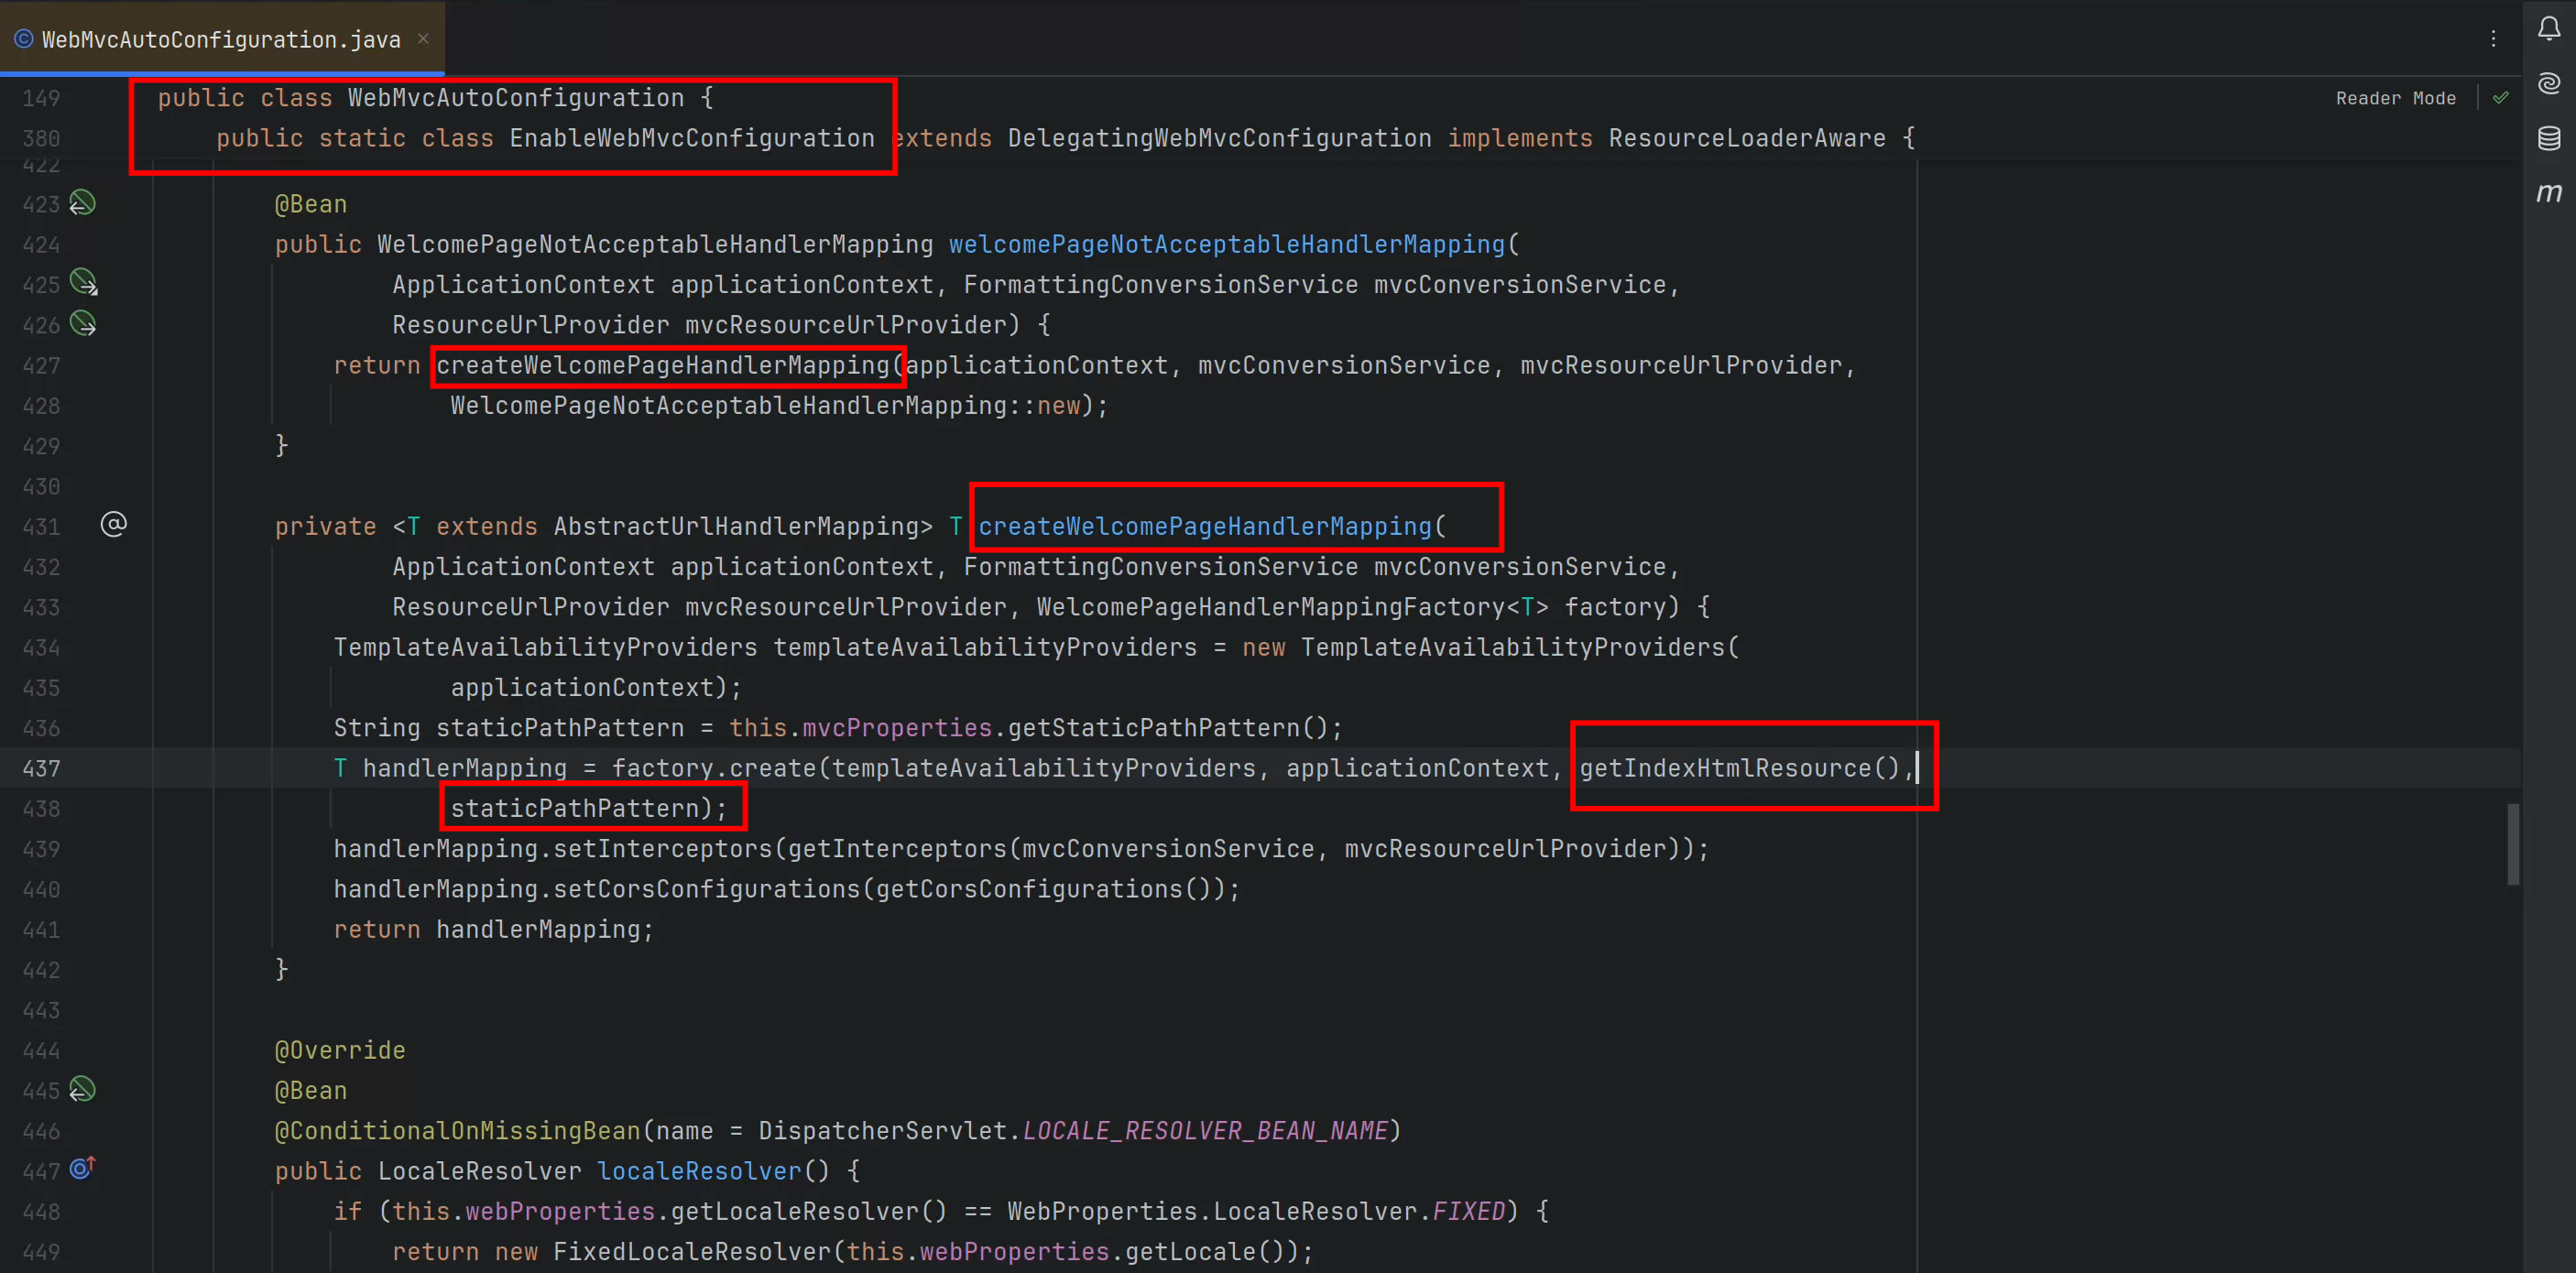 WebMvcAutoConfiguration.java
Reader Mode
149 public class WebMvcAutoConfiguration {
380 public static class EnableWebMvcConfiguration extends DelegatingWebMvcConfiguration implements ResourceLoaderAware {
422
423 @Bean
424 public WelcomePageNotAcceptableHandlerMapping welcomePageNotAcceptableHandlerMapping(
425 ApplicationContext applicationContext, FormattingConversionService mvcConversionService,
426 ResourceUrlProvider mvcResourceUrlProvider) {
427 return createWelcomePageHandlerMapping(applicationContext, mvcConversionService, mvcResourceUrlProvider,
428 WelcomePageNotAcceptableHandlerMapping::new);
429 }
430
431 private <T extends AbstractUrlHandlerMapping> T createWelcomePageHandlerMapping(
432 ApplicationContext applicationContext, FormattingConversionService mvcConversionService,
433 ResourceUrlProvider mvcResourceUrlProvider, WelcomePageHandlerMappingFactory<T> factory) {
434 TemplateAvailabilityProviders templateAvailabilityProviders = new TemplateAvailabilityProviders(
435 applicationContext);
436 String staticPathPattern = this.mvcProperties.getStaticPathPattern();
437 T handlerMapping = factory.create(templateAvailabilityProviders, applicationContext, getIndexHtmlResource(),
438 staticPathPattern);
439 handlerMapping.setInterceptors(getInterceptors(mvcConversionService, mvcResourceUrlProvider));
440 handlerMapping.setCorsConfigurations(getCorsConfigurations());
441 return handlerMapping;
442 }
443
444 @Override
445 @Bean
446 @ConditionalOnMissingBean(name = DispatcherServlet.LOCALE_RESOLVER_BEAN_NAME)
447 public LocaleResolver localeResolver() {
448 if (this.webProperties.getLocaleResolver() == WebProperties.LocaleResolver.FIXED) {
449 return new FixedLocaleResolver(this.webProperties.getLocale());